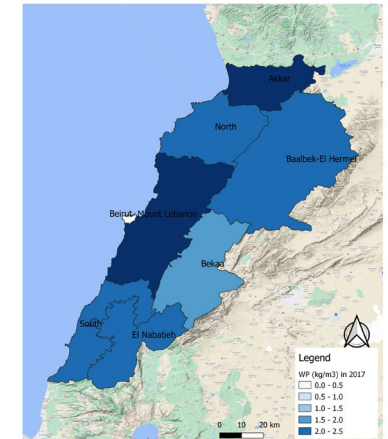 Akkar
North
Baalbek-El Hermel
Beirut Mount Lebanon
Bekaa
South
El Nabatieh
Legend
WP (kg/m3) in 2017
0.0 - 0.5
0.5 - 1.0
1.0 - 1.5
1.5 - 2.0
2.0 - 2.5
0 10 20 km